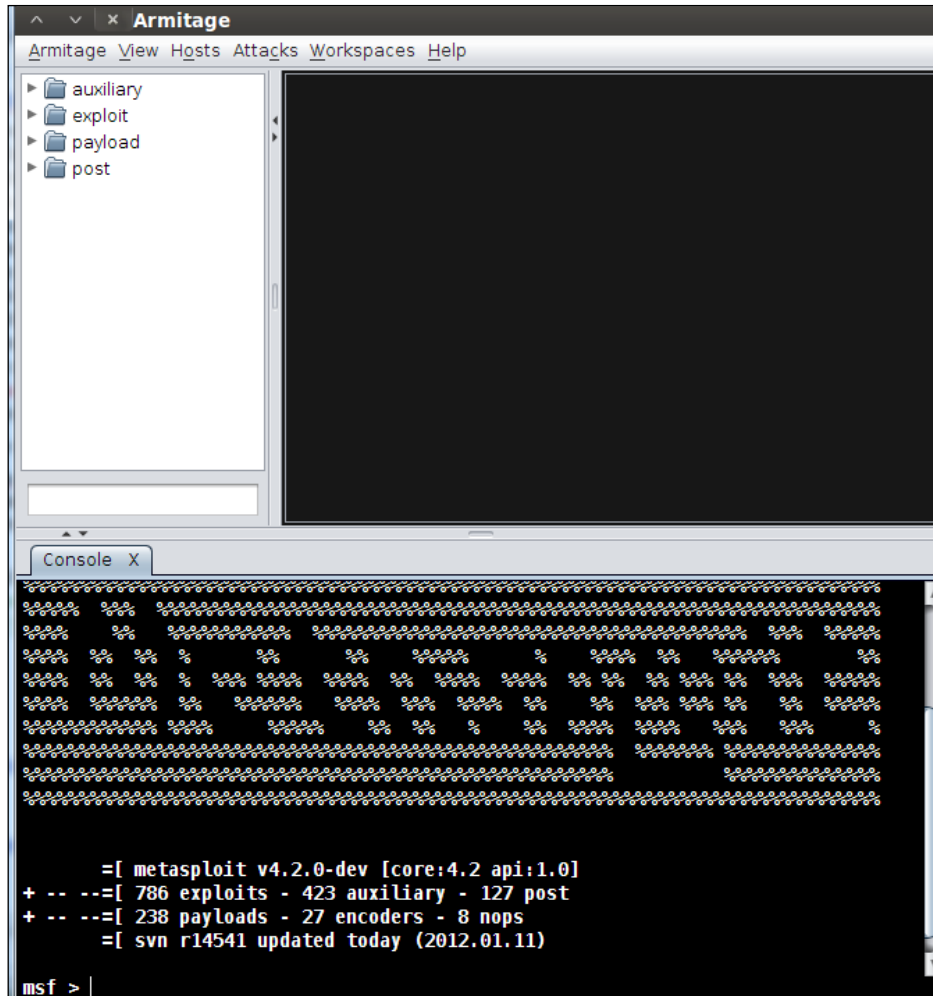 Armitage
Armitage View Hosts Attacks Workspaces Help
auxiliary
exploit
payload
post
Console X
=[ metasploit v4.2.0-dev [core:4.2 api:1.0]
+ -- --=[ 786 exploits - 423 auxiliary - 127 post
+ -- --=[ 238 payloads - 27 encoders - 8 nops
=[ svn r14541 updated today (2012.01.11)
msf >